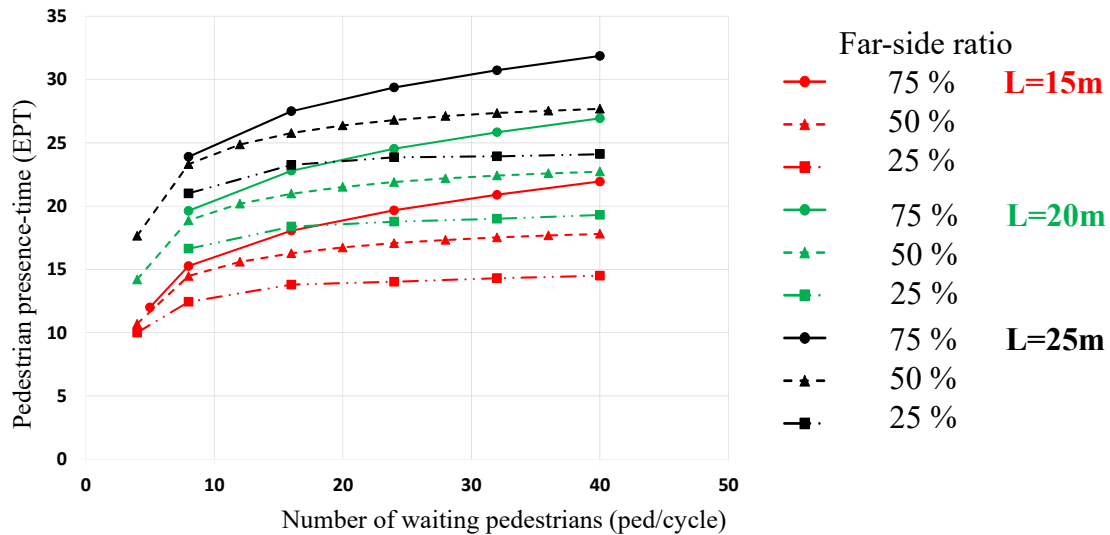 35
30
25
20
15
10
5
0
Pedestrian presence-time (EPT)
0 10 20 30 40 50
Number of waiting pedestrians (ped/cycle)
Far-side ratio
75 % L=15m
50 %
25 %
75 % L=20m
50 %
25 %
75 % L=25m
50 %
25 %